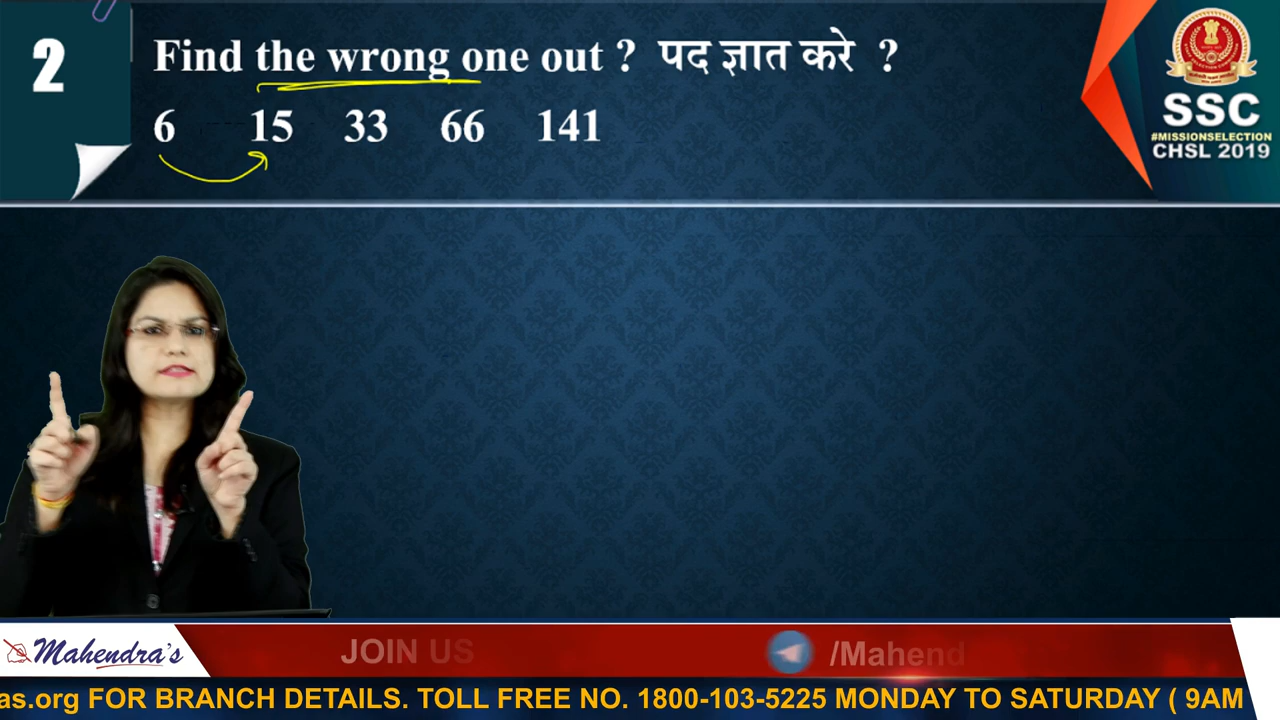 2
Find the wrong one out ? पद ज्ञात करे ?
6 15 33 66 141
SSC
#MISSIONSELECTION
CHSL 2019
Mahendra's
JOIN US
/Mahend
as.org FOR BRANCH DETAILS. TOLL FREE NO. 1800-103-5225 MONDAY TO SATURDAY ( 9AM